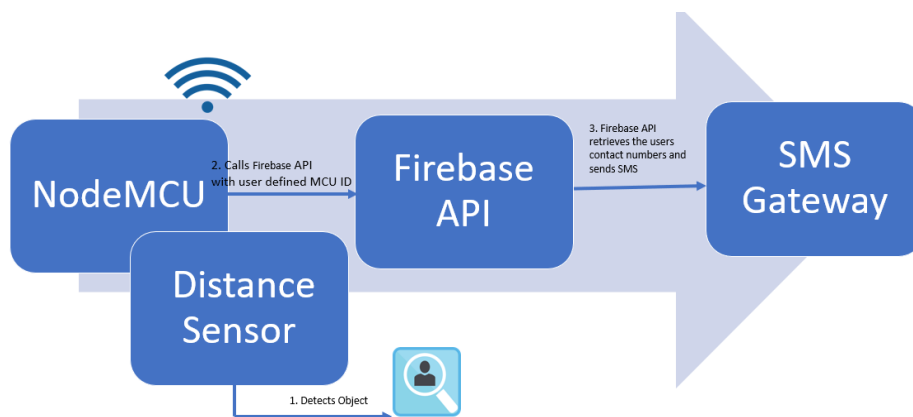 NodeMCU
2. Calls Firebase API
with user defined MCU ID
Firebase
API
3. Firebase API
retrieves the users
contact numbers and
sends SMS
SMS
Gateway
Distance
Sensor
1. Detects Object